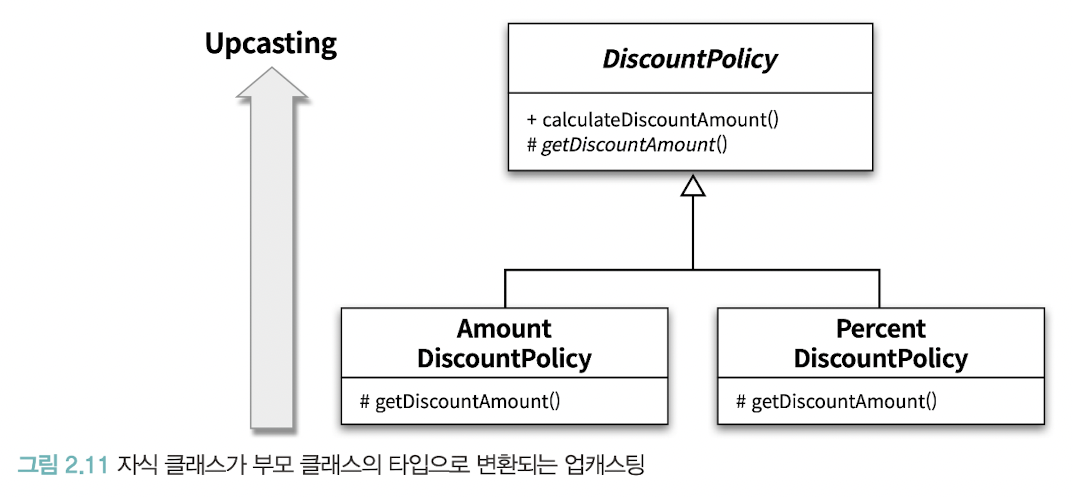 Upcasting
DiscountPolicy
+ calculateDiscountAmount()
# getDiscountAmount()
Amount
DiscountPolicy
# getDiscountAmount()
Percent
DiscountPolicy
# getDiscountAmount()
그림 2.11 자식 클래스가 부모 클래스의 타입으로 변환되는 업캐스팅